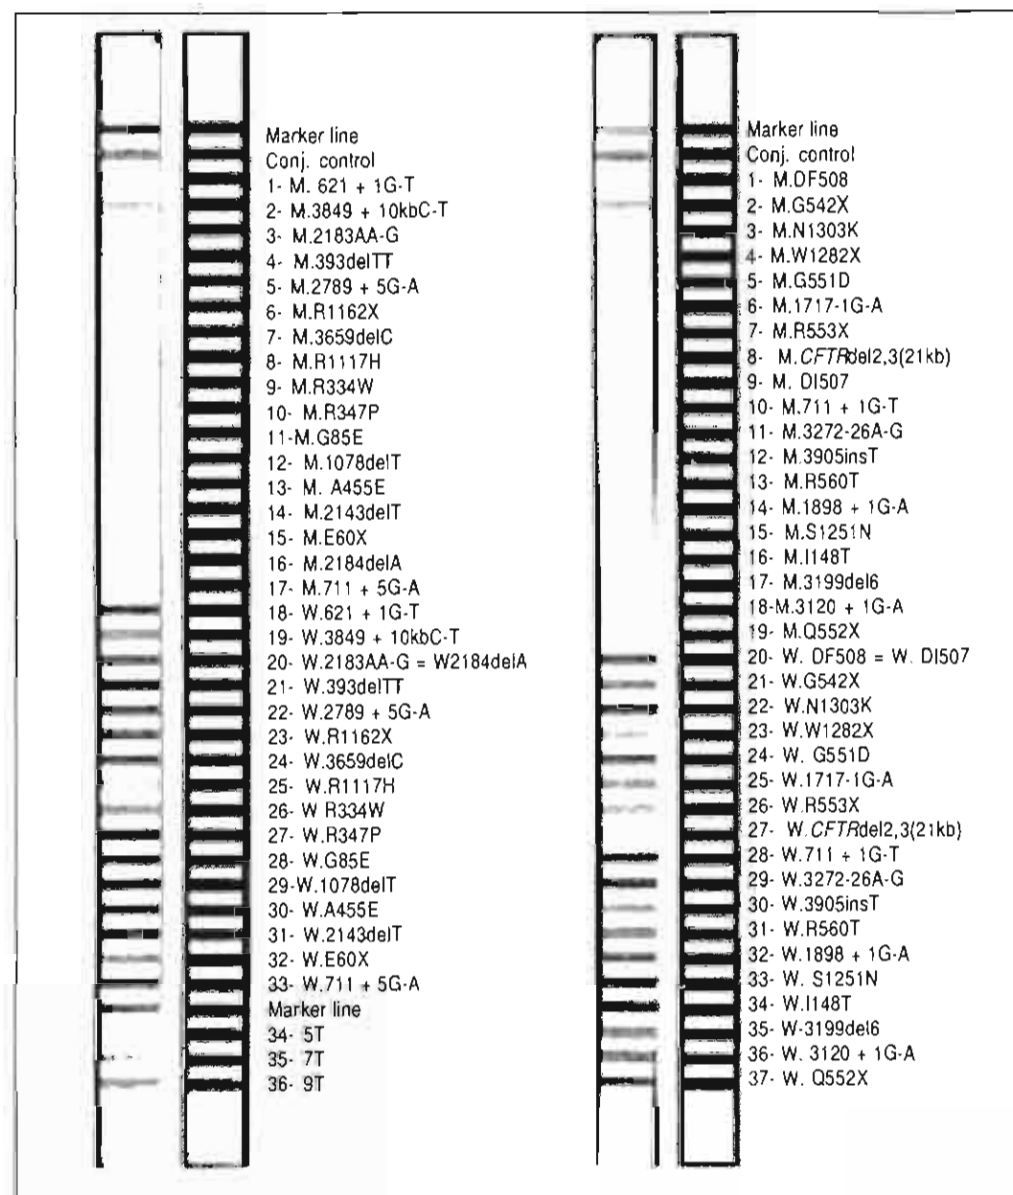 Marker line
Conj. control
1- M. 621 + 1G-T
2- M.3849 + 10kbC-T
3- M.2183AA-G
4- M.393delTT
5- M.2789 + 5G-A
6- M.R1162X
7- M.3659delC
8- M.R1117H
9- M.R334W
10- M.R347P
11-M.G85E
12- M.1078delT
13- M. A455E
14- M.2143delT
15- M.E60X
16- M.2184delA
17- M.711 + 5G-A
18- W.621 + 1G-T
19- W.3849 + 10kbC-T
20- W.2183AA-G = W2184delA
21- W.393delTT
22- W.2789 + 5G-A
23- W.R1162X
24- W.3659delC
25- W.R1117H
26- W R334W
27- W.R347P
28- W.G85E
29-W.1078delT
30- W.A455E
31- W.2143delT
32- W.E60X
33- W.711 + 5G-A
Marker line
34- 5T
35- 7T
36- 9T
Marker line
Conj. control
1- M.DF508
2- M.G542X
3- M.N1303K
4- M.W1282X
5- M.G551D
6- M.1717-1G-A
7- M.R553X
8- M.CFTRdel2,3(21kb)
9- M. DI507
10- M.711 + 1G-T
11- M.3272-26A-G
12- M.3905insT
13- M.R560T
14- M.1898 + 1G-A
15- M.S1251N
16- M.I148T
17- M.3199del6
18-M.3120 + 1G-A
19- M.Q552X
20- W. DF508 = W. DI507
21- W.G542X
22- W.N1303K
23- W.W1282X
24- W. G551D
25- W.1717-1G-A
26- W.R553X
27- W.CFTRdel2,3(21kb)
28- W.711 + 1G-T
29- W.3272-26A-G
30- W.3905insT
31- W.R560T
32- W.1898 + 1G-A
33- W. S1251N
34- W.I148T
35- W-3199del6
36- W. 3120 + 1G-A
37- W. Q552X